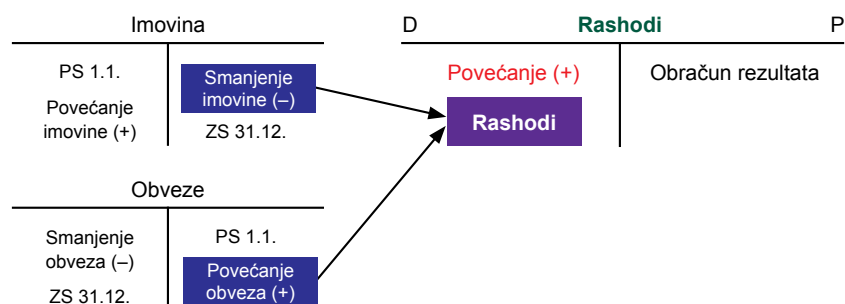 Imovina
PS 1.1.
Povećanje
imovine (+)
Smanjenje
imovine (–)
ZS 31.12.
D
Rashodi
P
Povećanje (+)
Rashodi
Obračun rezultata
Obveze
Smanjenje
obveza (–)
ZS 31.12.
PS 1.1.
Povećanje
obveza (+)